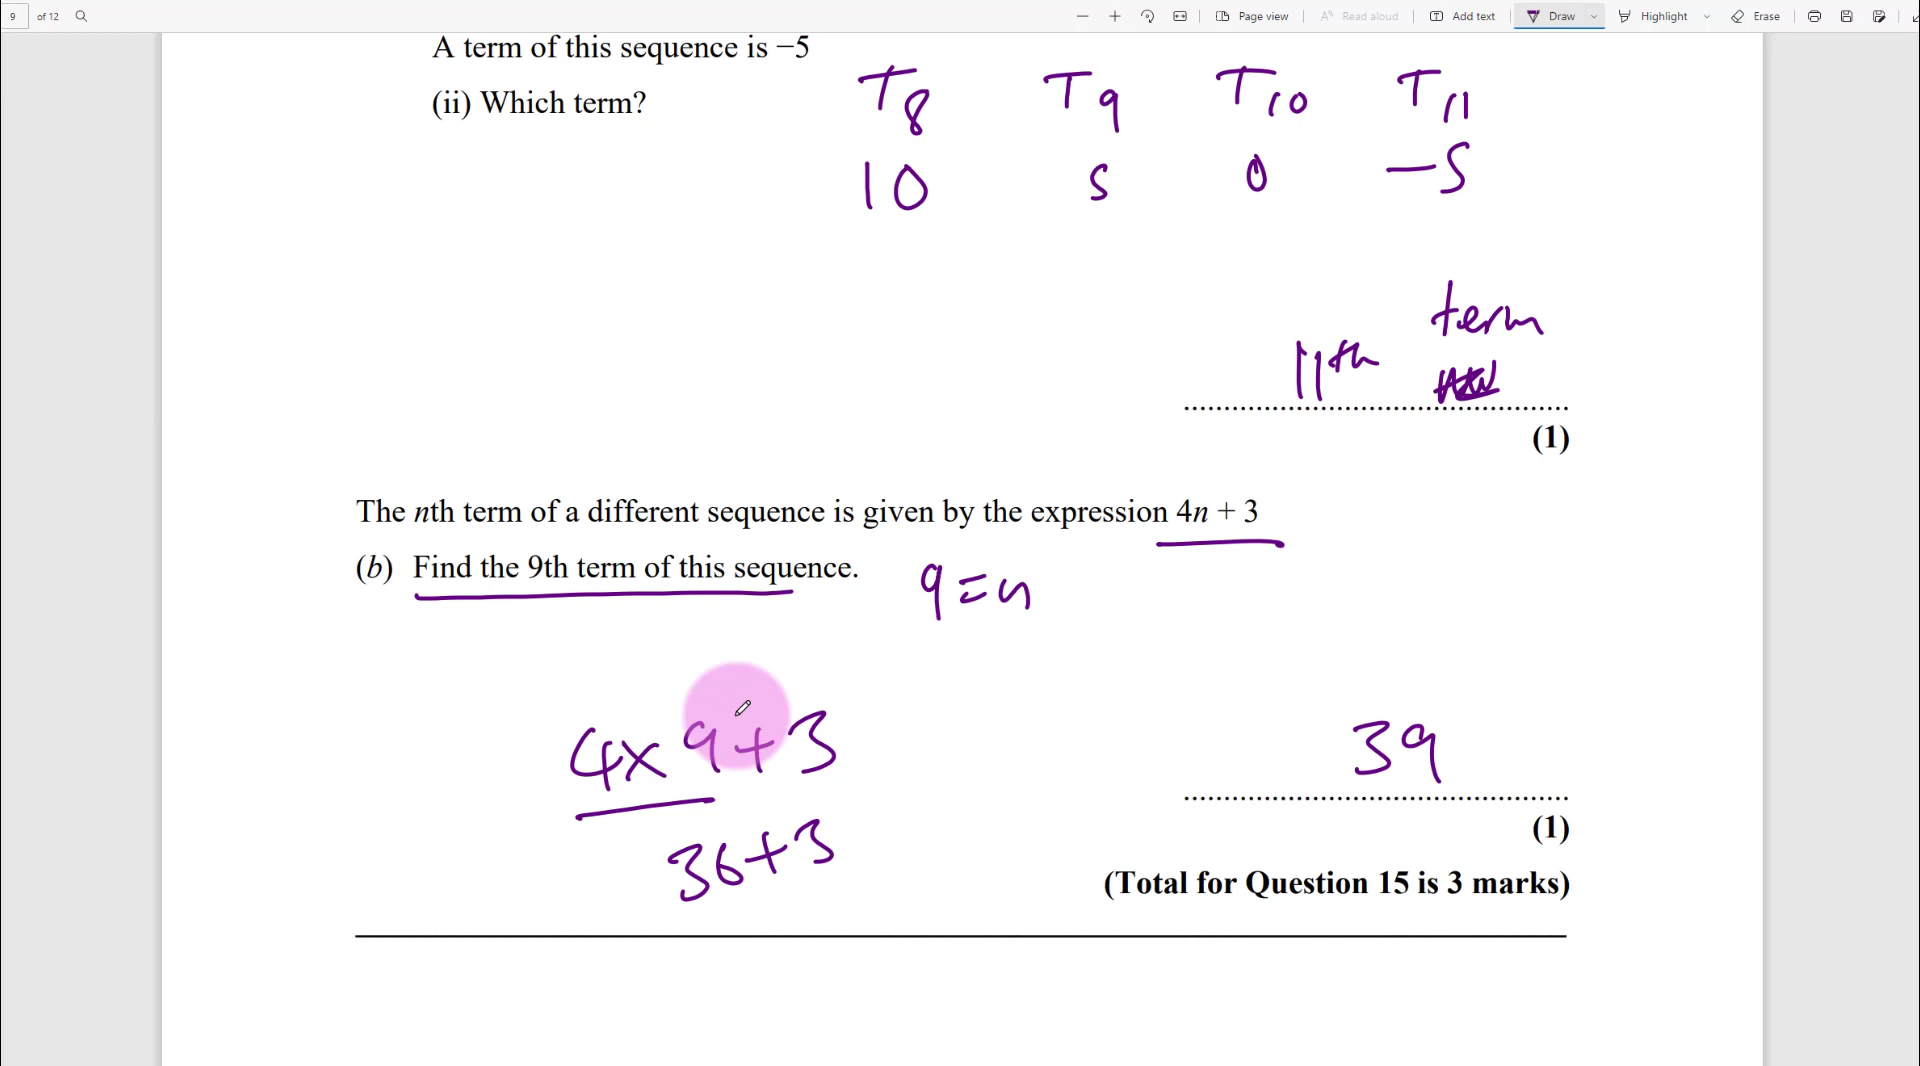 9 of 12 Page view Read aloud Add text Draw Highlight Erase
A term of this sequence is −5
(ii) Which term?
T8 T9 T10 T11
10 5 0 −5
term
11th
(1)
The nth term of a different sequence is given by the expression 4n + 3
(b) Find the 9th term of this sequence.
9 = n
4x 9+3
39
36+3
(1)
(Total for Question 15 is 3 marks)